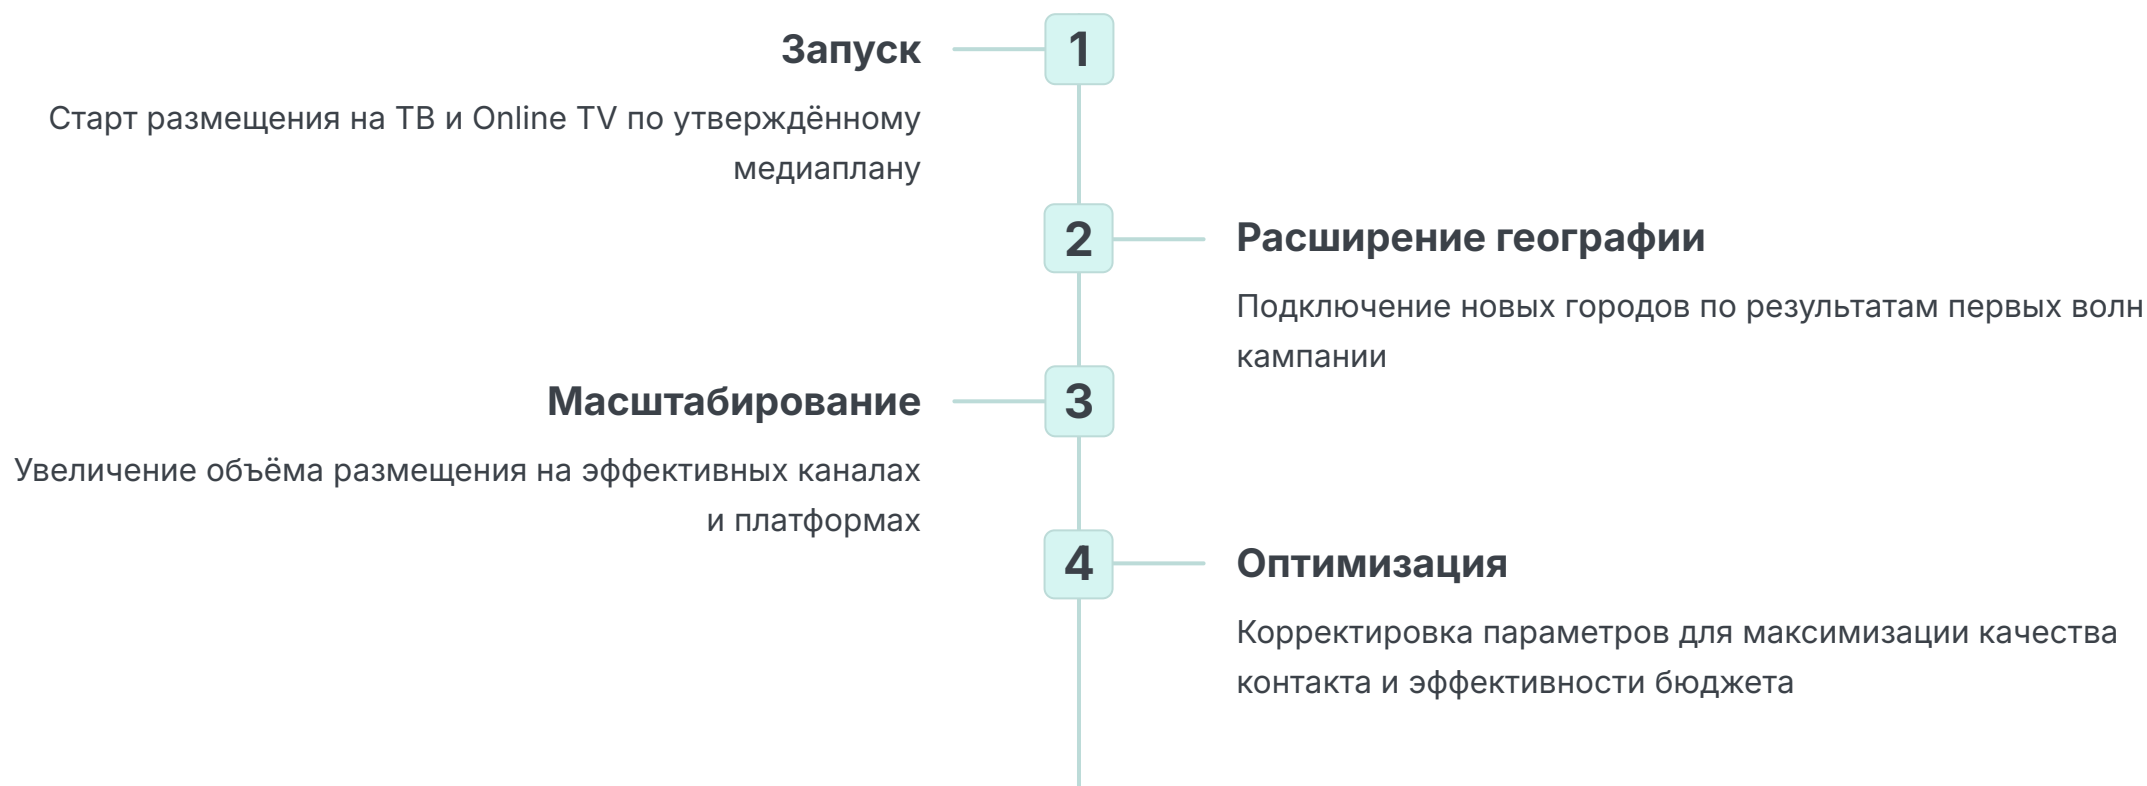 Запуск
1
Старт размещения на ТВ и Online TV по утверждённому
медиаплану
2
Расширение географии
Подключение новых городов по результатам первых волн
кампании
Масштабирование
3
Увеличение объёма размещения на эффективных каналах
и платформах
4
Оптимизация
Корректировка параметров для максимизации качества
контакта и эффективности бюджета